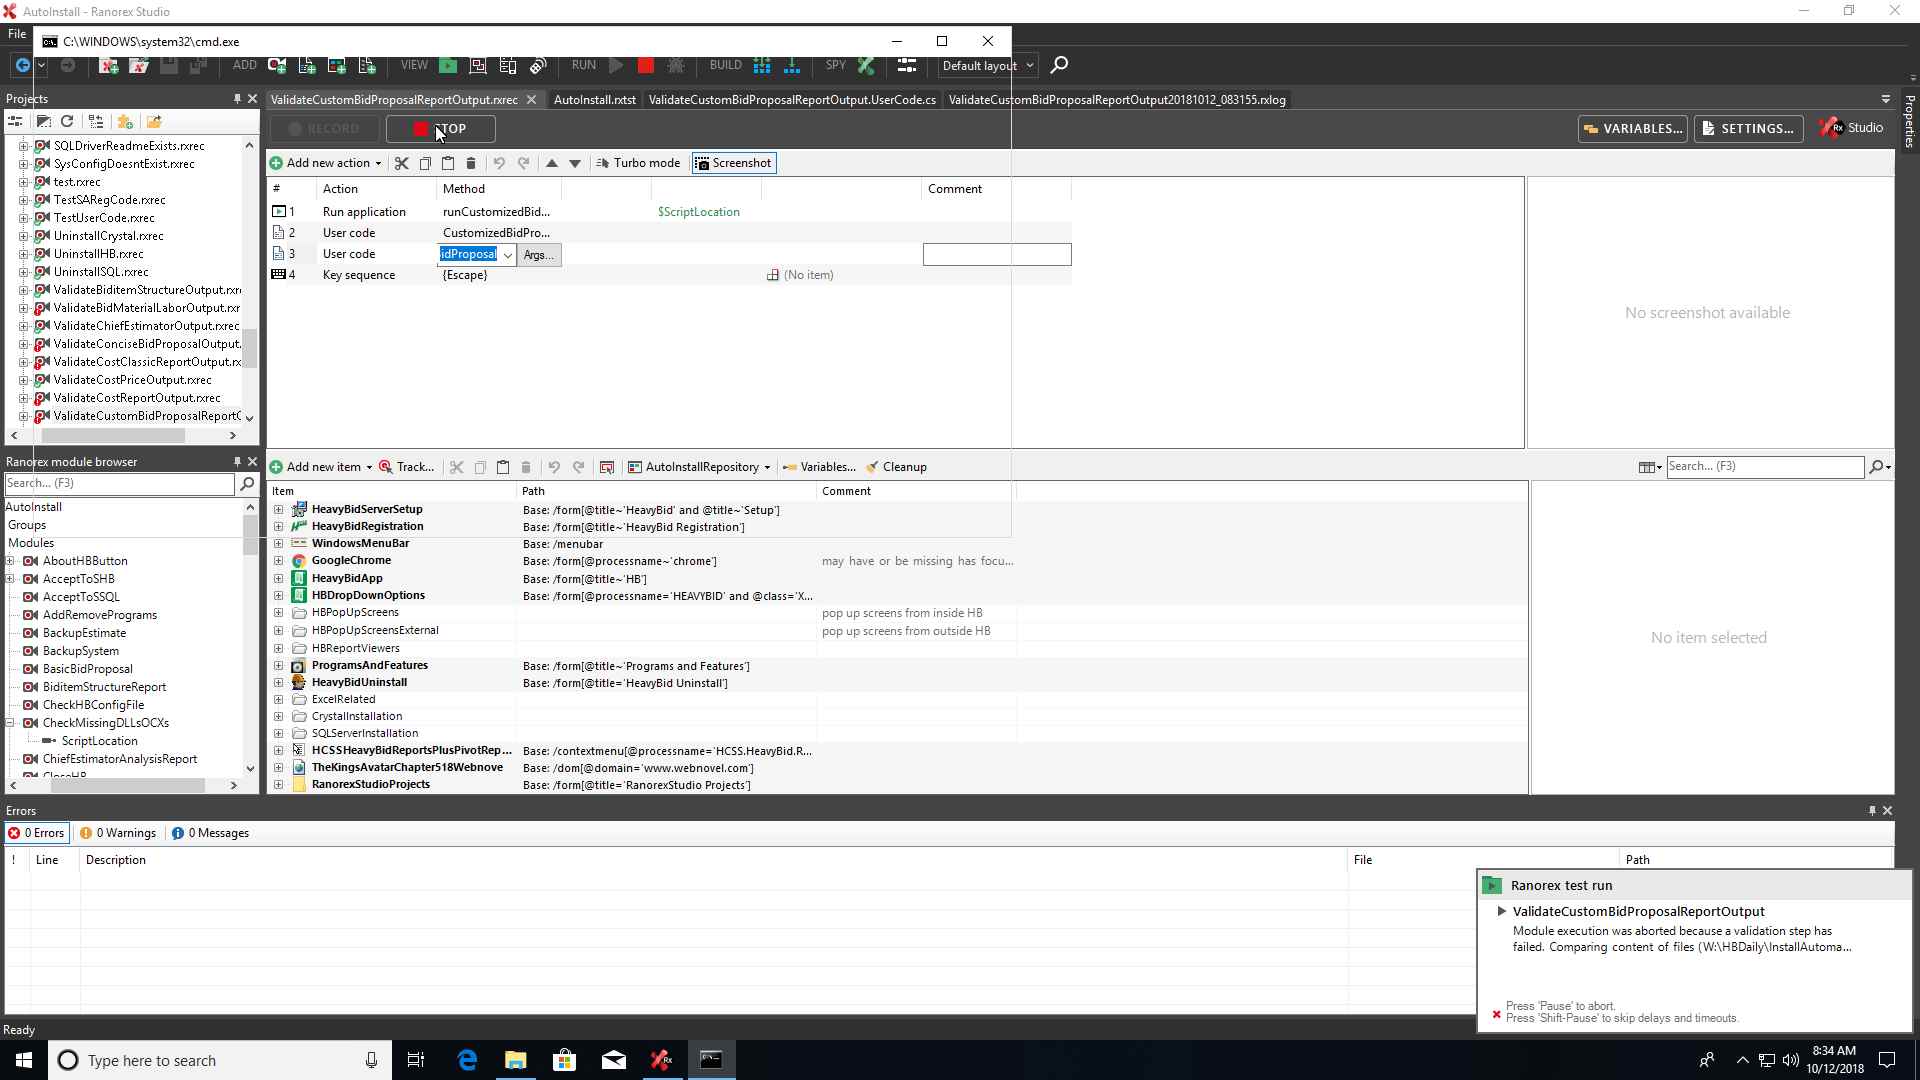 AutoInstall - Ranorex Studio
File
C:\WINDOWS\system32\cmd.exe
ADD
VIEW
RUN
BUILD
SPY
Default layout
Projects
ValidateCustomBidProposalReportOutput.rxrec
AutoInstall.rxtst
ValidateCustomBidProposalReportOutput.UserCode.cs
ValidateCustomBidProposalReportOutput20181012_083155.rxlog
Properties
RECORD
TOP
VARIABLES...
SETTINGS...
Rx Studio
SQLDriverReadmeExists.rxrec
SysConfigDoesntExist.rxrec
test.rxrec
TestSARegCode.rxrec
TestUserCode.rxrec
UninstallCrystal.rxrec
UninstallHB.rxrec
UninstallSQL.rxrec
ValidateBiditemStructureOutput.rxr
ValidateBidMaterialLaborOutput.rxr
ValidateChiefEstimatorOutput.rxrec
ValidateConciseBidProposalOutput.
ValidateCostClassicReportOutput.rx
ValidateCostPriceOutput.rxrec
ValidateCostReportOutput.rxrec
ValidateCustomBidProposalReportO
Add new action
Turbo mode
Screenshot
# Action Method Comment
1 Run application runCustomizedBid... $ScriptLocation
2 User code CustomizedBidPro...
3 User code idProposal Args...
4 Key sequence {Escape} (No item)
No screenshot available
Ranorex module browser
Search... (F3)
AutoInstall
Groups
Modules
AboutHBButton
AcceptToSHB
AcceptToSSQL
AddRemovePrograms
BackupEstimate
BackupSystem
BasicBidProposal
BiditemStructureReport
CheckHBConfigFile
CheckMissingDLLsOCXs
ScriptLocation
ChiefEstimatorAnalysisReport
CloseHB
Add new item
Track...
AutoInstallRepository
Variables...
Cleanup
Search... (F3)
Item Path Comment
HeavyBidServerSetup Base: /form[@title~'HeavyBid' and @title~'Setup']
HeavyBidRegistration Base: /form[@title~'HeavyBid Registration']
WindowsMenuBar Base: /menubar
GoogleChrome Base: /form[@processname~'chrome'] may have or be missing has focu...
HeavyBidApp Base: /form[@title~'HB']
HBDropDownOptions Base: /form[@processname='HEAVYBID' and @class='X...
HBPopUpScreens pop up screens from inside HB
HBPopUpScreensExternal pop up screens from outside HB
HBReportViewers
ProgramsAndFeatures Base: /form[@title~'Programs and Features']
HeavyBidUninstall Base: /form[@title='HeavyBid Uninstall']
ExcelRelated
CrystalInstallation
SQLServerInstallation
HCSSHeavyBidReportsPlusPivotRep... Base: /contextmenu[@processname='HCSS.HeavyBid.R...
TheKingsAvatarChapter518Webnove Base: /dom[@domain='www.webnovel.com']
RanorexStudioProjects Base: /form[@title='RanorexStudio Projects']
No item selected
Errors
0 Errors
0 Warnings
0 Messages
! Line Description File Path
Ranorex test run
ValidateCustomBidProposalReportOutput
Module execution was aborted because a validation step has
failed. Comparing content of files (W:\HBDaily\InstallAutoma...
Press 'Pause' to abort.
Press 'Shift-Pause' to skip delays and timeouts.
Ready
Type here to search
8:34 AM
10/12/2018